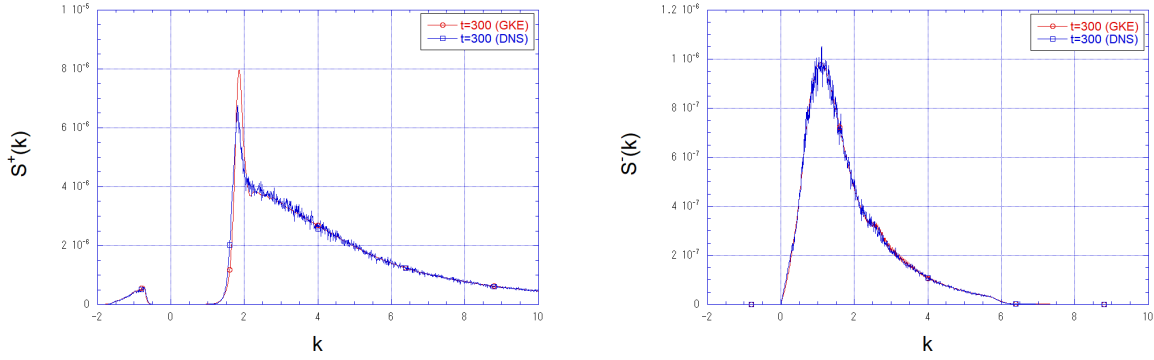 1 10⁻⁵
8 10⁻⁶
6 10⁻⁶
4 10⁻⁶
2 10⁻⁶
0
-2 0 2 4 6 8 10
S⁺(k)
k
t=300 (GKE)
t=300 (DNS)
1.2 10⁻⁶
1 10⁻⁶
8 10⁻⁷
6 10⁻⁷
4 10⁻⁷
2 10⁻⁷
0
-2 0 2 4 6 8 10
S⁻(k)
k
t=300 (GKE)
t=300 (DNS)